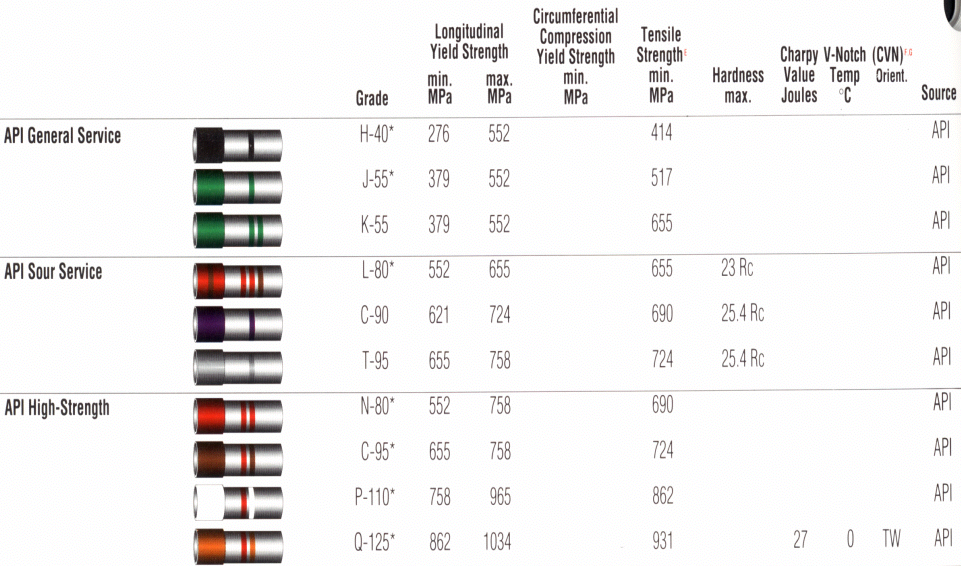 Longitudinal Yield Strength Circumferential Compression Yield Strength Tensile Strength E Charpy V-Notch (CVN) F G
Grade min. MPa max. MPa min. MPa min. MPa Hardness max. Value Joules Temp °C Orient. Source
API General Service H-40* 276 552 414 API
J-55* 379 552 517 API
K-55 379 552 655 API
API Sour Service L-80* 552 655 655 23 Rc API
C-90 621 724 690 25.4 Rc API
T-95 655 758 724 25.4 Rc API
API High-Strength N-80* 552 758 690 API
C-95* 655 758 724 API
P-110* 758 965 862 API
Q-125* 862 1034 931 27 0 TW API